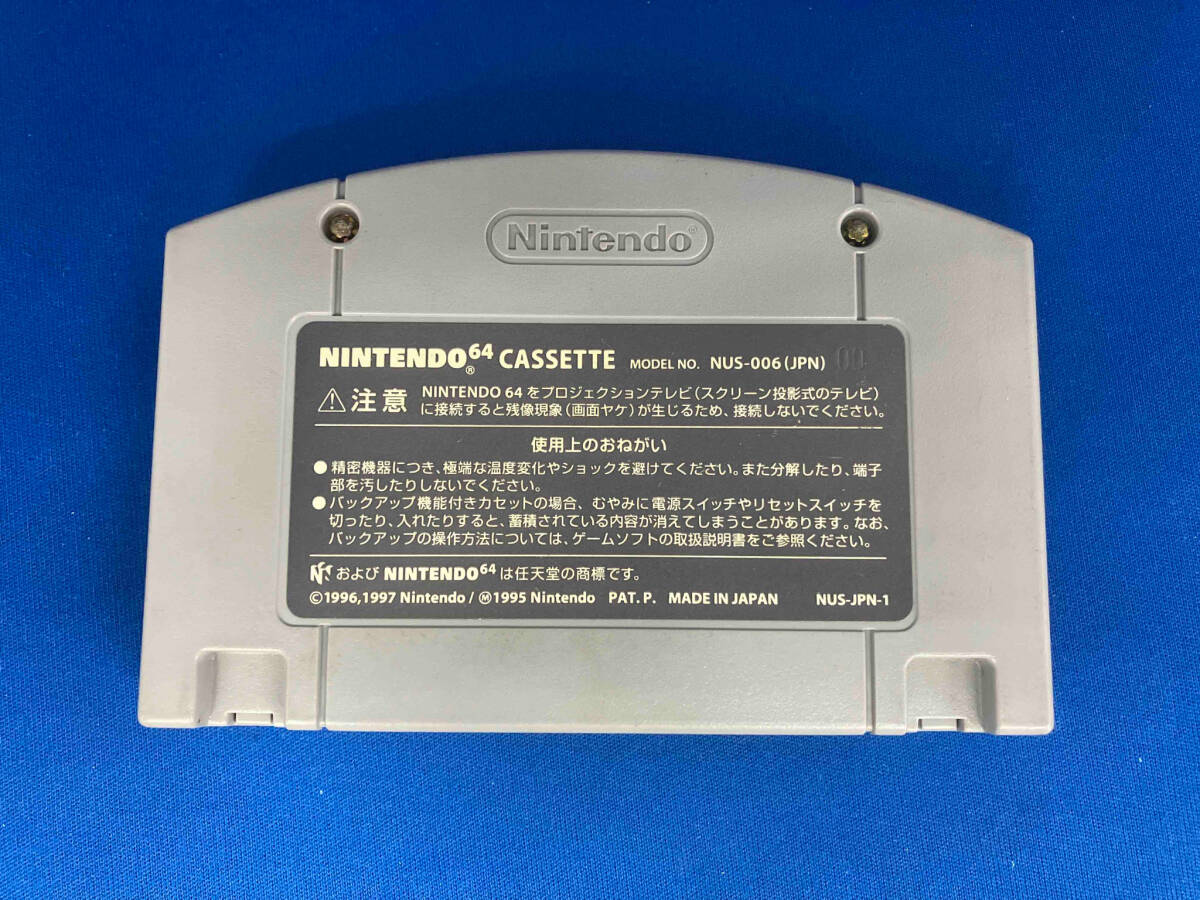 Nintendo®
NINTENDO64® CASSETTE MODEL NO. NUS-006(JPN) 00
⚠注意 NINTENDO 64をプロジェクションテレビ(スクリーン投影式のテレビ)
に接続すると残像現象(画面ヤケ)が生じるため、接続しないでください。
使用上のおねがい
●精密機器につき、極端な温度変化やショックを避けてください。また分解したり、端子
部を汚したりしないでください。
●バックアップ機能付きカセットの場合、むやみに電源スイッチやリセットスイッチを
切ったり、入れたりすると、蓄積されている内容が消えてしまうことがあります。なお、
バックアップの操作方法については、ゲームソフトの取扱説明書をご参照ください。
および NINTENDO64 は任天堂の商標です。
©1996,1997 Nintendo / Ⓜ1995 Nintendo PAT. P. MADE IN JAPAN NUS-JPN-1